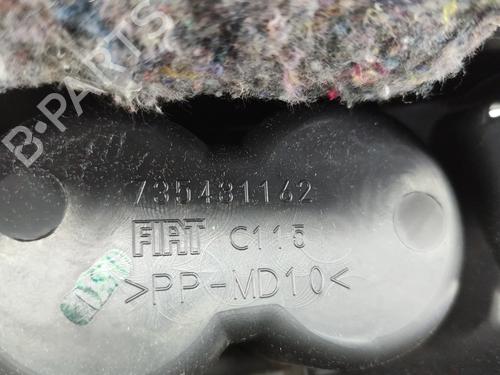 B-PARTS
735481162
FIAT C115
>PP-MD10<